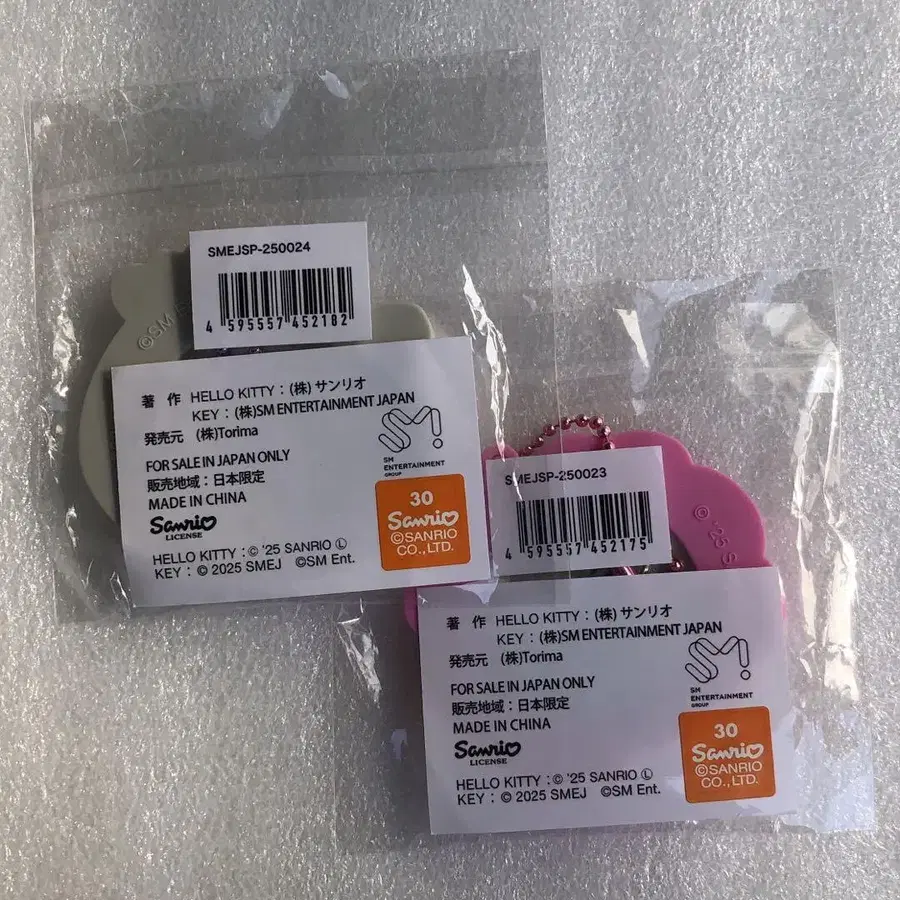 ©SM
SMEJSP-250024
4 595557 452182
著 作 HELLO KITTY : (株) サンリオ
KEY : (株)SM ENTERTAINMENT JAPAN
発売元 (株)Torima
SM
ENTERTAINMENT
GROUP
FOR SALE IN JAPAN ONLY
販売地域:日本限定
MADE IN CHINA
Sanrio
LICENSE
30
Sanrio
©SANRIO
CO.,LTD.
HELLO KITTY : © '25 SANRIO Ⓛ
KEY : © 2025 SMEJ ©SM Ent.
SMEJSP-250023
4 595557 452175
© '25 S
著 作 HELLO KITTY : (株) サンリオ
KEY : (株)SM ENTERTAINMENT JAPAN
発売元 (株)Torima
SM
ENTERTAINMENT
GROUP
FOR SALE IN JAPAN ONLY
販売地域:日本限定
MADE IN CHINA
Sanrio
LICENSE
30
Sanrio
©SANRIO
CO.,LTD.
HELLO KITTY : © '25 SANRIO Ⓛ
KEY : © 2025 SMEJ ©SM Ent.